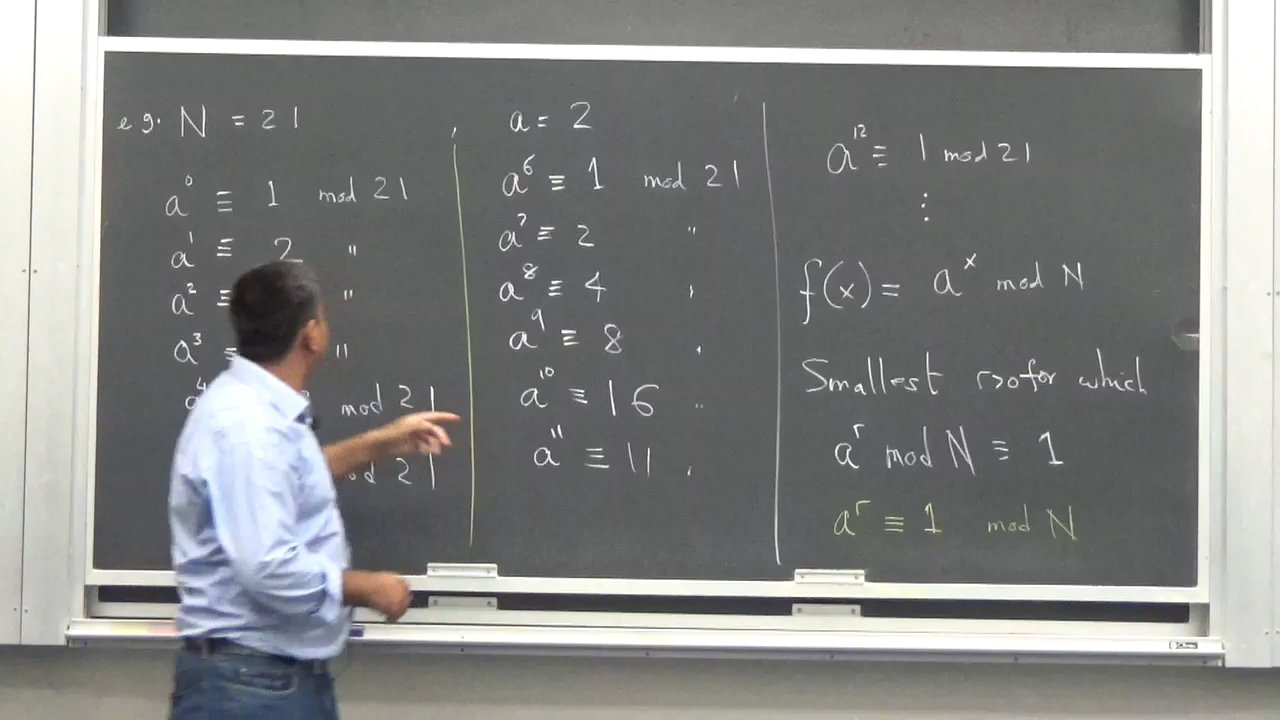 e.g. N = 21
a⁰ ≡ 1 mod 21
a¹ ≡ 2 "
a² ≡ "
a³ ≡ "
a⁴ mod 21
mod 21
a = 2
a⁶ ≡ 1 mod 21
a⁷ ≡ 2 "
a⁸ ≡ 4 "
a⁹ ≡ 8 "
a¹⁰ ≡ 16 "
a¹¹ ≡ 11 "
a¹² ≡ 1 mod 21
⋮
f(x) = aˣ mod N
Smallest r>0 for which
aʳ mod N ≡ 1
aʳ ≡ 1 mod N